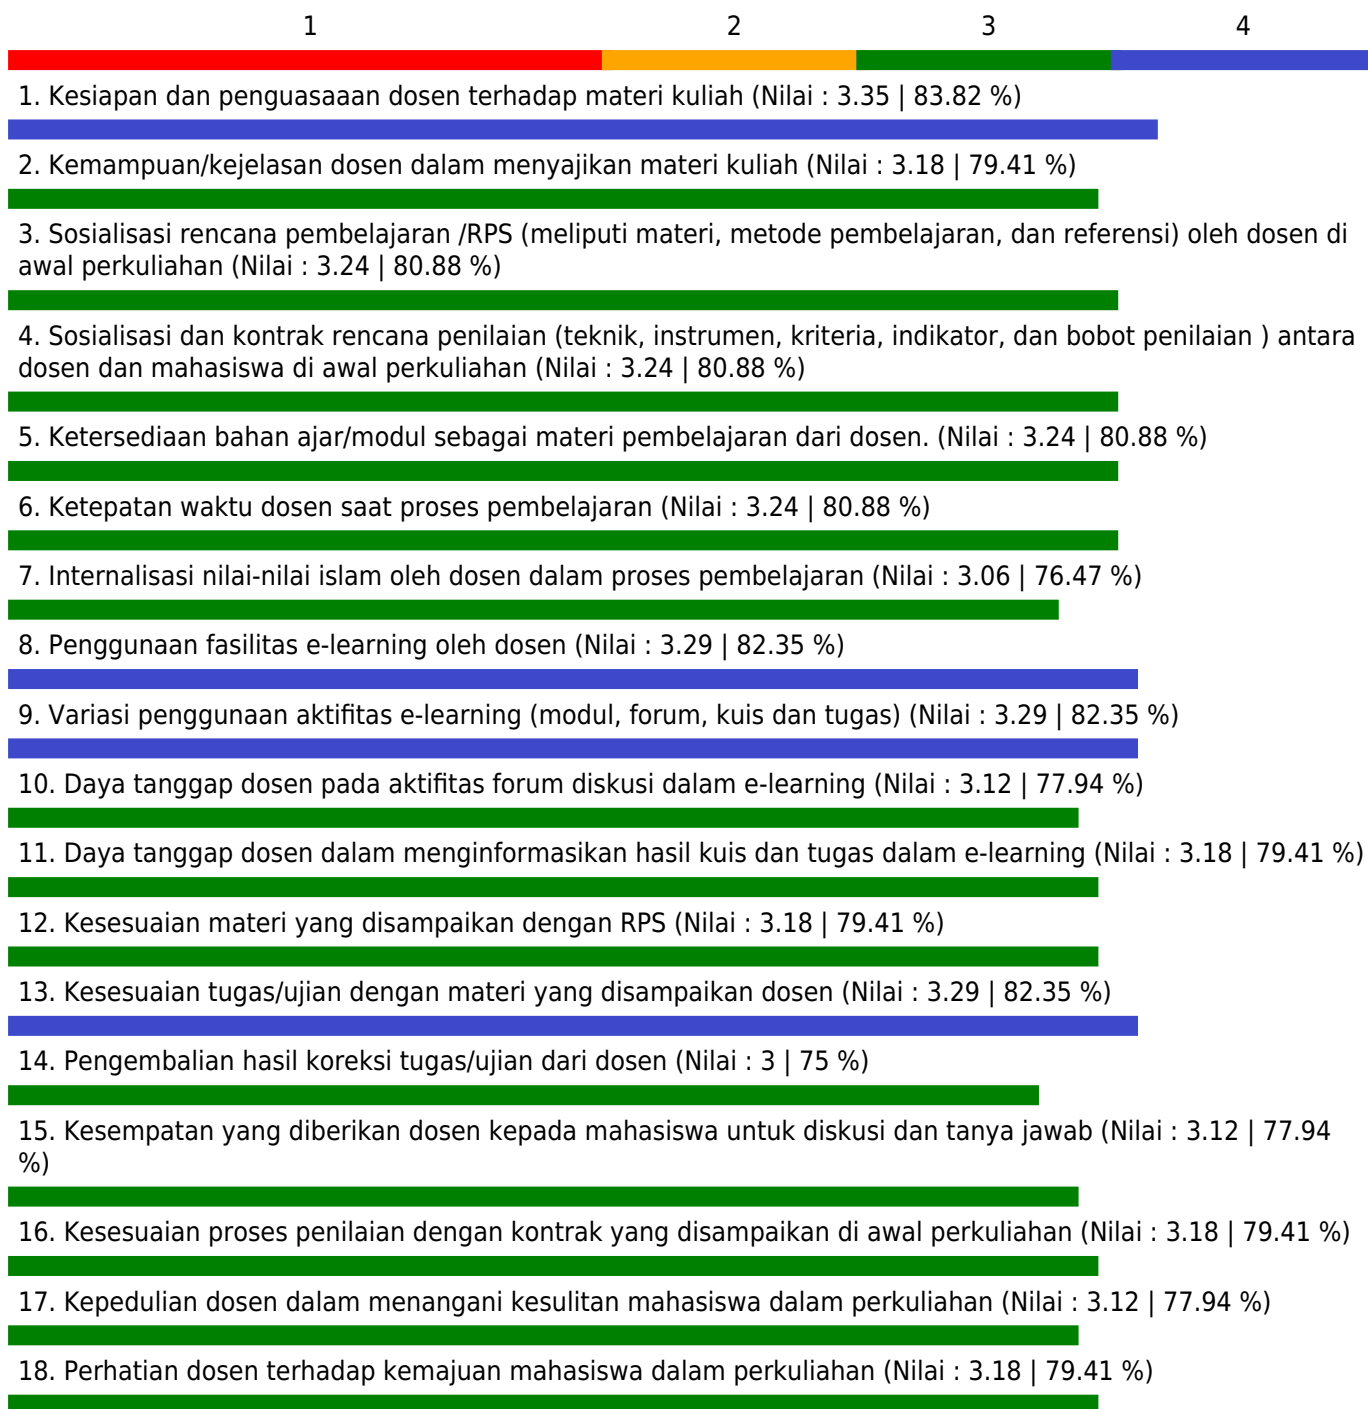 1 2 3 4
1. Kesiapan dan penguasaaan dosen terhadap materi kuliah (Nilai : 3.35 | 83.82 %)
2. Kemampuan/kejelasan dosen dalam menyajikan materi kuliah (Nilai : 3.18 | 79.41 %)
3. Sosialisasi rencana pembelajaran /RPS (meliputi materi, metode pembelajaran, dan referensi) oleh dosen di
awal perkuliahan (Nilai : 3.24 | 80.88 %)
4. Sosialisasi dan kontrak rencana penilaian (teknik, instrumen, kriteria, indikator, dan bobot penilaian ) antara
dosen dan mahasiswa di awal perkuliahan (Nilai : 3.24 | 80.88 %)
5. Ketersediaan bahan ajar/modul sebagai materi pembelajaran dari dosen. (Nilai : 3.24 | 80.88 %)
6. Ketepatan waktu dosen saat proses pembelajaran (Nilai : 3.24 | 80.88 %)
7. Internalisasi nilai-nilai islam oleh dosen dalam proses pembelajaran (Nilai : 3.06 | 76.47 %)
8. Penggunaan fasilitas e-learning oleh dosen (Nilai : 3.29 | 82.35 %)
9. Variasi penggunaan aktifitas e-learning (modul, forum, kuis dan tugas) (Nilai : 3.29 | 82.35 %)
10. Daya tanggap dosen pada aktifitas forum diskusi dalam e-learning (Nilai : 3.12 | 77.94 %)
11. Daya tanggap dosen dalam menginformasikan hasil kuis dan tugas dalam e-learning (Nilai : 3.18 | 79.41 %)
12. Kesesuaian materi yang disampaikan dengan RPS (Nilai : 3.18 | 79.41 %)
13. Kesesuaian tugas/ujian dengan materi yang disampaikan dosen (Nilai : 3.29 | 82.35 %)
14. Pengembalian hasil koreksi tugas/ujian dari dosen (Nilai : 3 | 75 %)
15. Kesempatan yang diberikan dosen kepada mahasiswa untuk diskusi dan tanya jawab (Nilai : 3.12 | 77.94
%)
16. Kesesuaian proses penilaian dengan kontrak yang disampaikan di awal perkuliahan (Nilai : 3.18 | 79.41 %)
17. Kepedulian dosen dalam menangani kesulitan mahasiswa dalam perkuliahan (Nilai : 3.12 | 77.94 %)
18. Perhatian dosen terhadap kemajuan mahasiswa dalam perkuliahan (Nilai : 3.18 | 79.41 %)